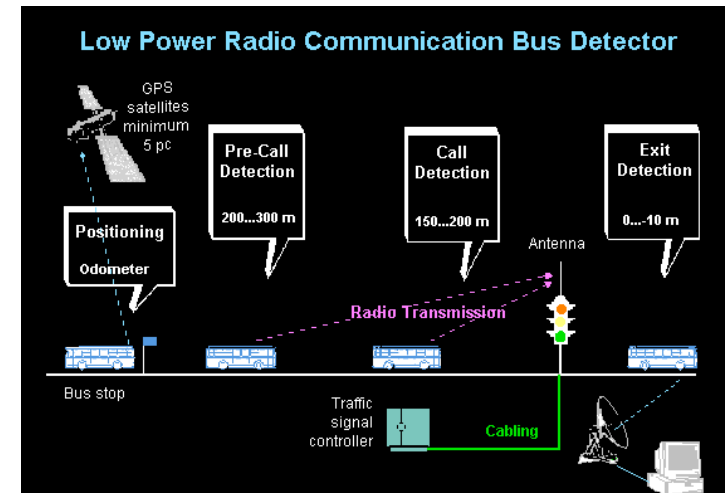 Low Power Radio Communication Bus Detector
GPS
satellites
minimum
5 pc
Pre-Call
Detection
200...300 m
Call
Detection
150...200 m
Exit
Detection
0...-10 m
Positioning
Odometer
Antenna
Radio Transmission
Bus stop
Traffic
signal
controller
Cabling